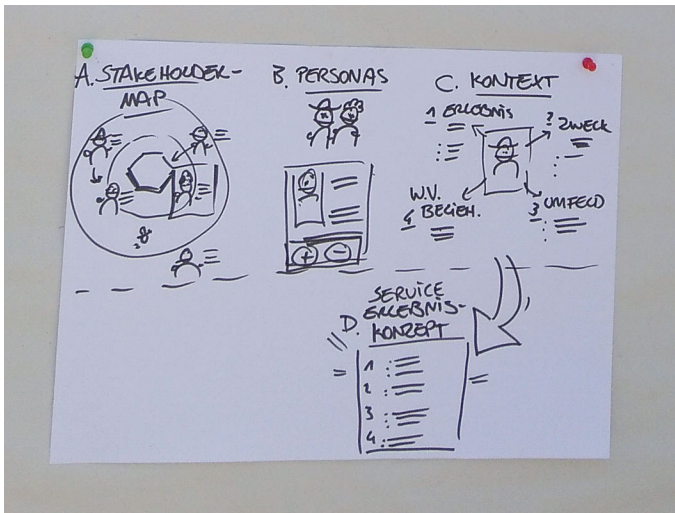 A. STAKEHOLDER-
MAP
B. PERSONAS
C. KONTEXT
1 ERLEBNIS
2 ZWECK
3 UMFELD
W.V.
4 BEZIEH.
D. SERVICE
ERLEBNIS-
KONZEPT
1
2
3
4